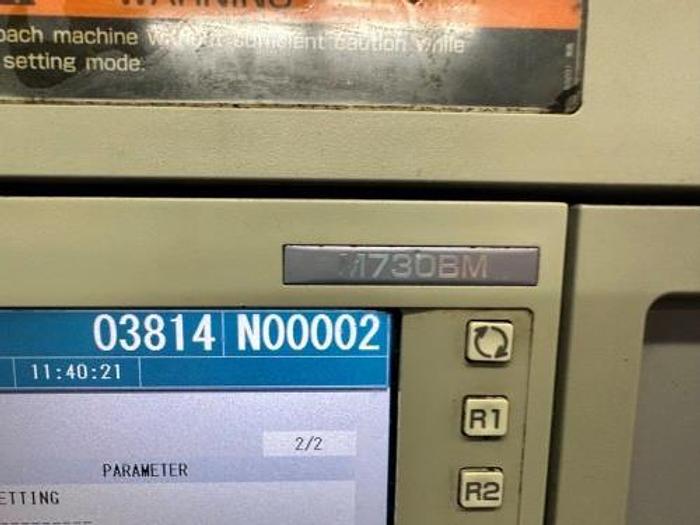 WARNING
oach machine without sufficient caution while
setting mode.
M730BM
03814 N00002
11:40:21
R1
2/2
PARAMETER
ETTING
R2